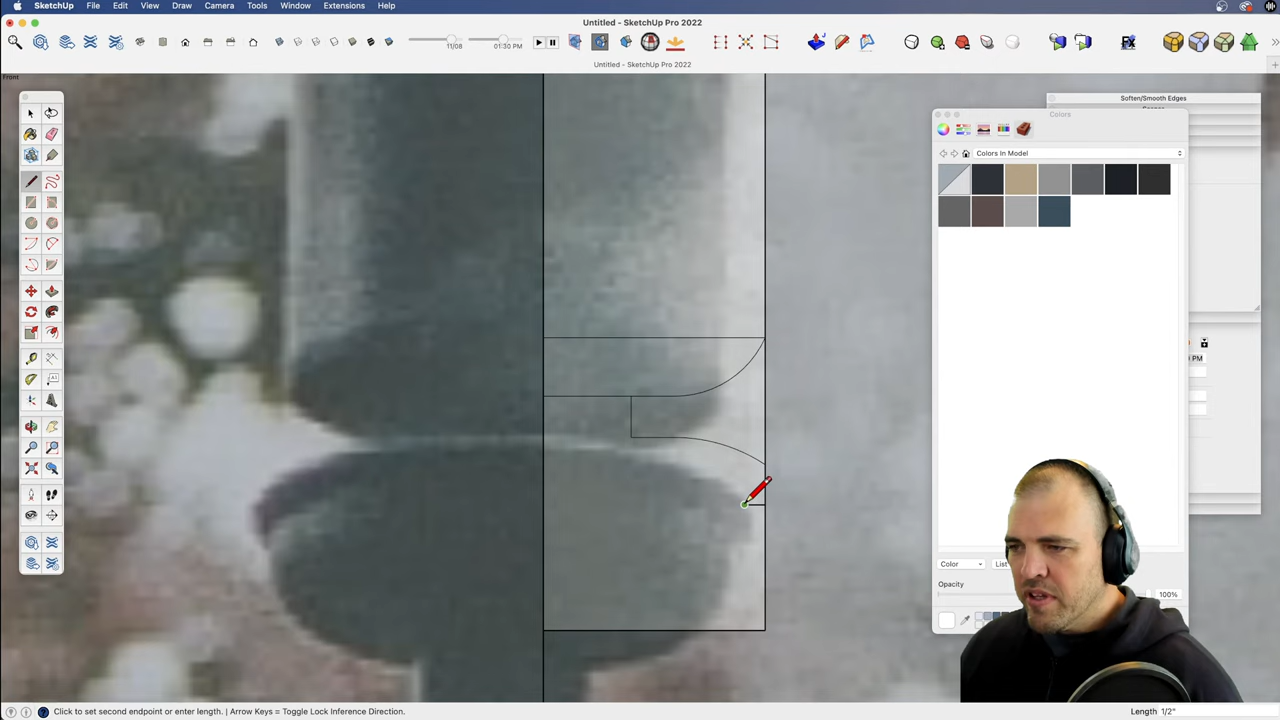 SketchUp File Edit View Draw Camera Tools Window Extensions Help
Untitled - SketchUp Pro 2022
11/08 01:30 PM
Untitled - SketchUp Pro 2022
Front
Soften/Smooth Edges
Colors
Colors In Model
PM
Color List
Opacity
100%
Click to set second endpoint or enter length. | Arrow Keys = Toggle Lock Inference Direction.
Length 1/2"